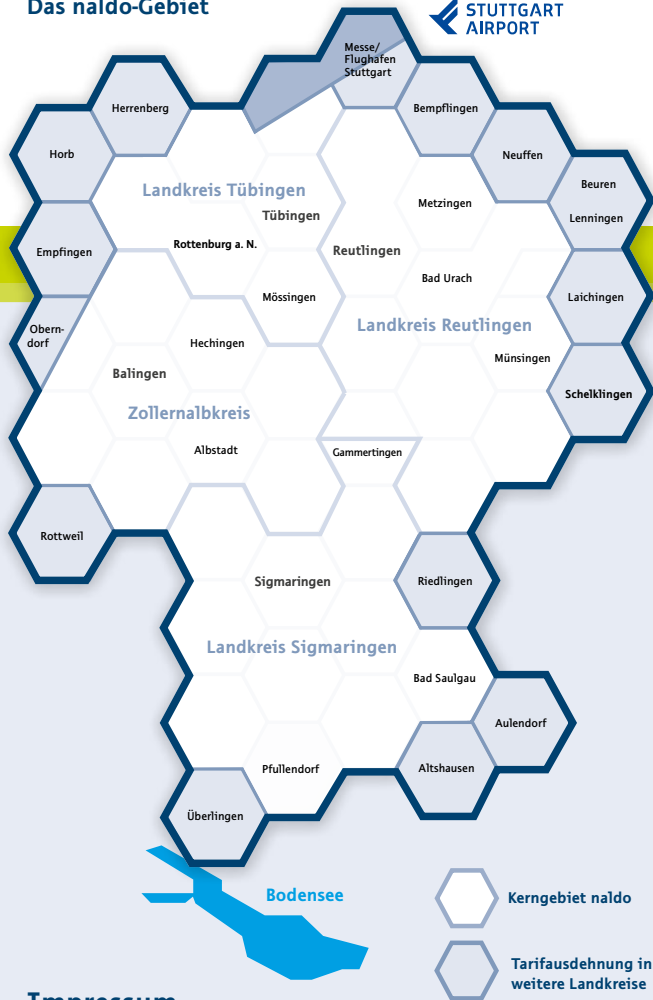 Das naldo-Gebiet
STUTTGART
AIRPORT
Messe/
Flughafen
Stuttgart
Herrenberg
Bempflingen
Horb
Neuffen
Beuren
Lenningen
Landkreis Tübingen
Tübingen
Metzingen
Rottenburg a. N.
Reutlingen
Empfingen
Bad Urach
Mössingen
Laichingen
Obern-
dorf
Landkreis Reutlingen
Hechingen
Münsingen
Balingen
Schelklingen
Zollernalbkreis
Albstadt
Gammertingen
Rottweil
Sigmaringen
Riedlingen
Landkreis Sigmaringen
Bad Saulgau
Aulendorf
Pfullendorf
Altshausen
Überlingen
Bodensee
Kerngebiet naldo
Tarifausdehnung in
weitere Landkreise
Impressum